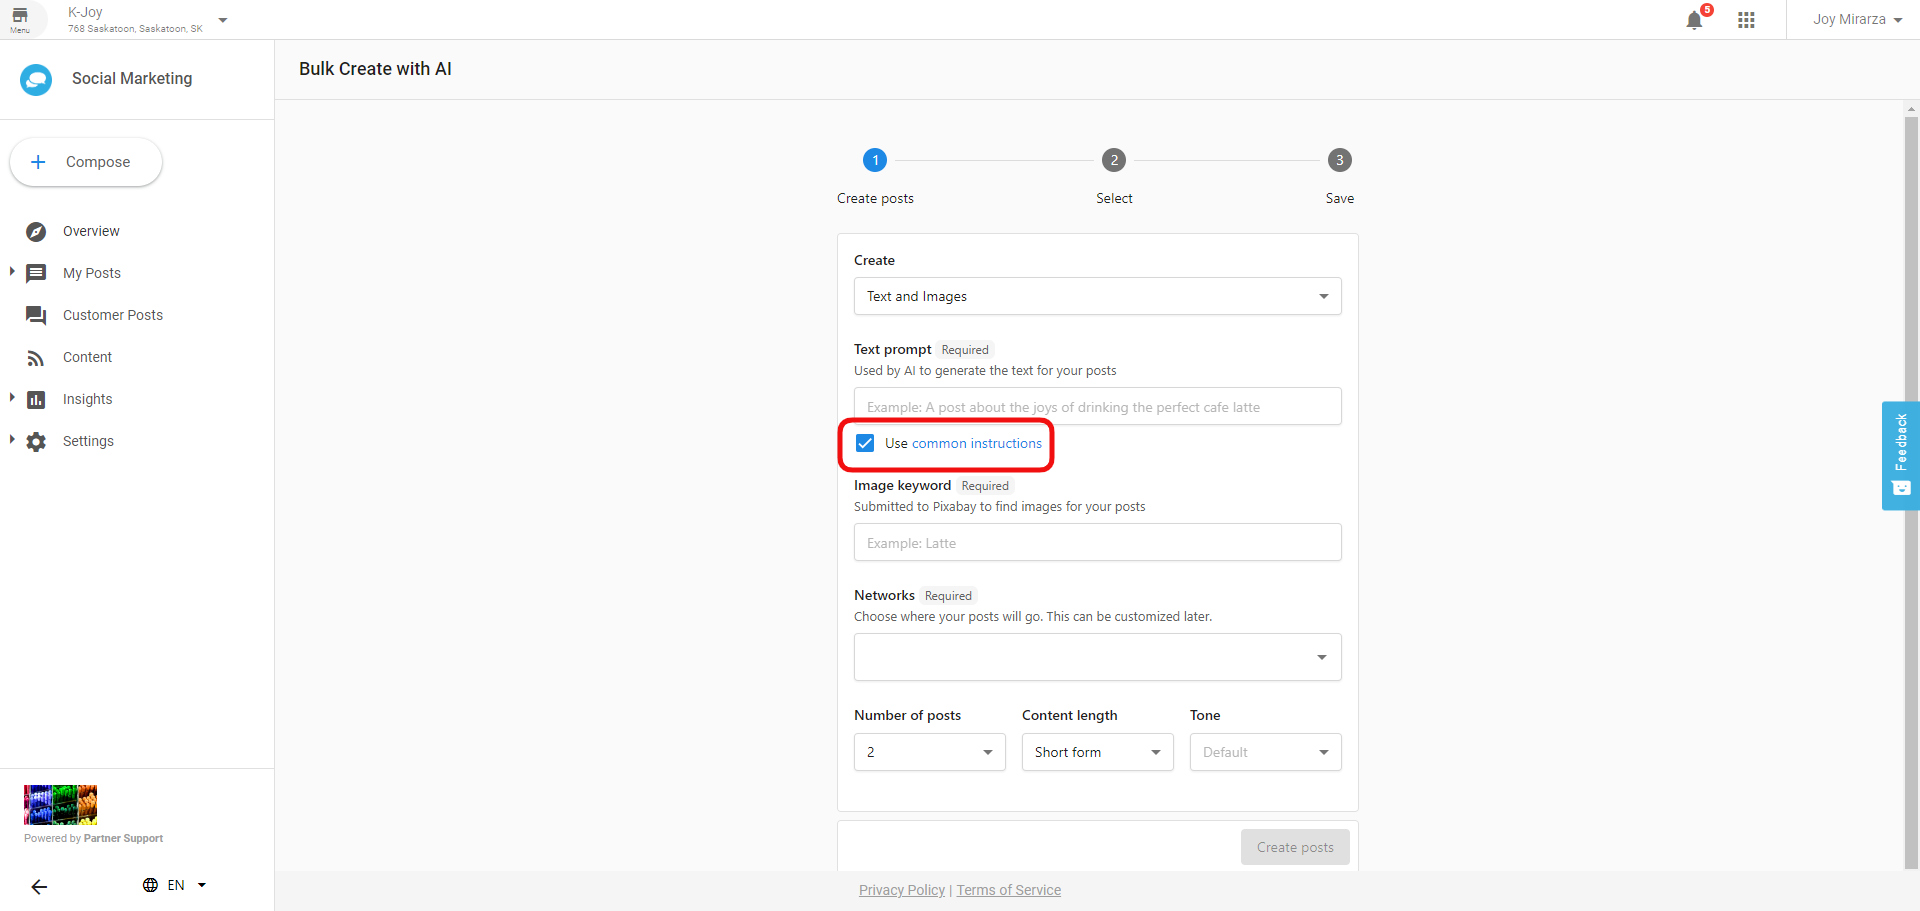 K-Joy
768 Saskatoon, Saskatoon, SK
Menu
5
Joy Mirarza
Social Marketing
Bulk Create with AI
Compose
Overview
My Posts
Customer Posts
Content
Insights
Settings
1
2
3
Create posts
Select
Save
Create
Text and Images
Text prompt Required
Used by AI to generate the text for your posts
Example: A post about the joys of drinking the perfect cafe latte
Use common instructions
Image keyword Required
Submitted to Pixabay to find images for your posts
Example: Latte
Networks Required
Choose where your posts will go. This can be customized later.
Number of posts
Content length
Tone
2
Short form
Default
Create posts
Feedback
Powered by Partner Support
EN
Privacy Policy | Terms of Service